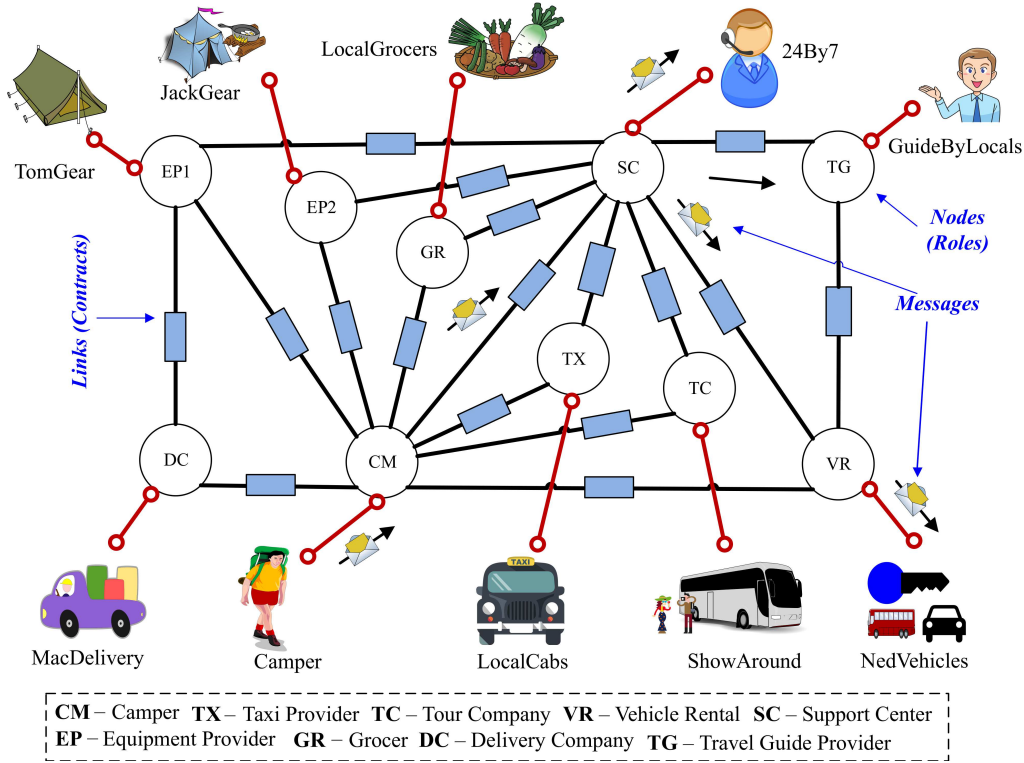 LocalGrocers
24By7
JackGear
GuideByLocals
TomGear
EP1
SC
TG
EP2
Nodes
(Roles)
GR
Links (Contracts)
Messages
TX
TC
DC
CM
VR
TAXI
MacDelivery
Camper
LocalCabs
ShowAround
NedVehicles
CM – Camper TX – Taxi Provider TC – Tour Company VR – Vehicle Rental SC – Support Center
EP – Equipment Provider GR – Grocer DC – Delivery Company TG – Travel Guide Provider